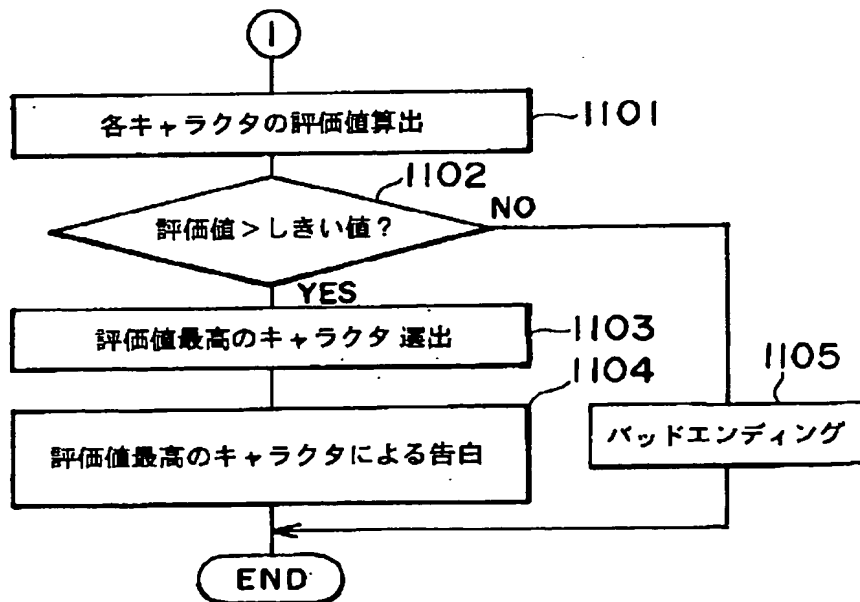 1
各キャラクタの評価値算出
1101
1102
評価値>しきい値?
NO
YES
評価値最高のキャラクタ選出
1103
1104
1105
評価値最高のキャラクタによる告白
バッドエンディング
END